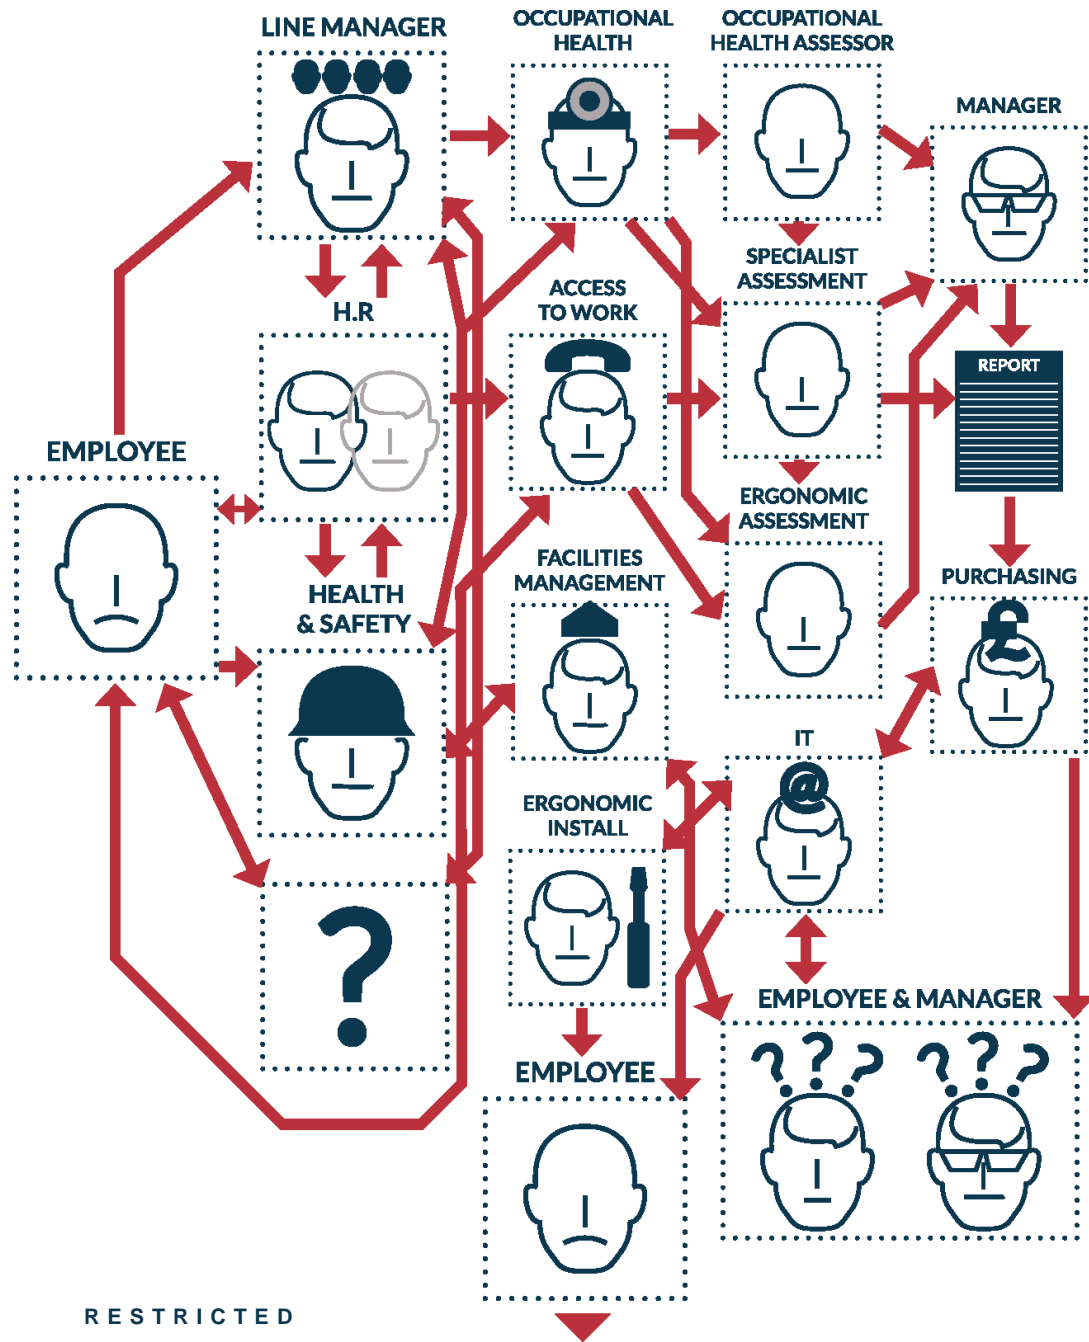 LINE MANAGER
OCCUPATIONAL
HEALTH
OCCUPATIONAL
HEALTH ASSESSOR
MANAGER
SPECIALIST
ASSESSMENT
H.R
ACCESS
TO WORK
REPORT
EMPLOYEE
ERGONOMIC
ASSESSMENT
FACILITIES
MANAGEMENT
HEALTH
& SAFETY
PURCHASING
£
IT
@
ERGONOMIC
INSTALL
?
EMPLOYEE & MANAGER
? ? ? ? ? ?
EMPLOYEE
RESTRICTED